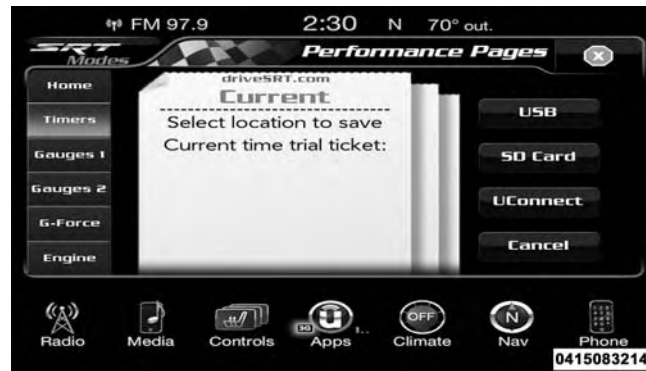 FM 97.9 2:30 N 70° out.
SRT
Modes
Performance Pages
Home
Timers
Gauges 1
Gauges 2
G-Force
Engine
driveSRT.com
Current
Select location to save
Current time trial ticket:
USB
SD Card
UConnect
Cancel
OFF
N
3G
Radio Media Controls Apps Climate Nav Phone
0415083214